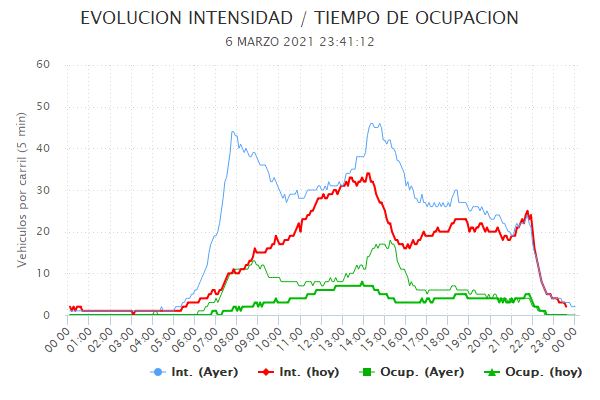 EVOLUCION INTENSIDAD / TIEMPO DE OCUPACION
6 MARZO 2021 23:41:12
Vehiculos por carril (5 min)
60
50
40
30
20
10
0
00:00 01:00 02:00 03:00 04:00 05:00 06:00 07:00 08:00 09:00 10:00 11:00 12:00 13:00 14:00 15:00 16:00 17:00 18:00 19:00 20:00 21:00 22:00 23:00 00:00
Int. (Ayer) Int. (hoy) Ocup. (Ayer) Ocup. (hoy)